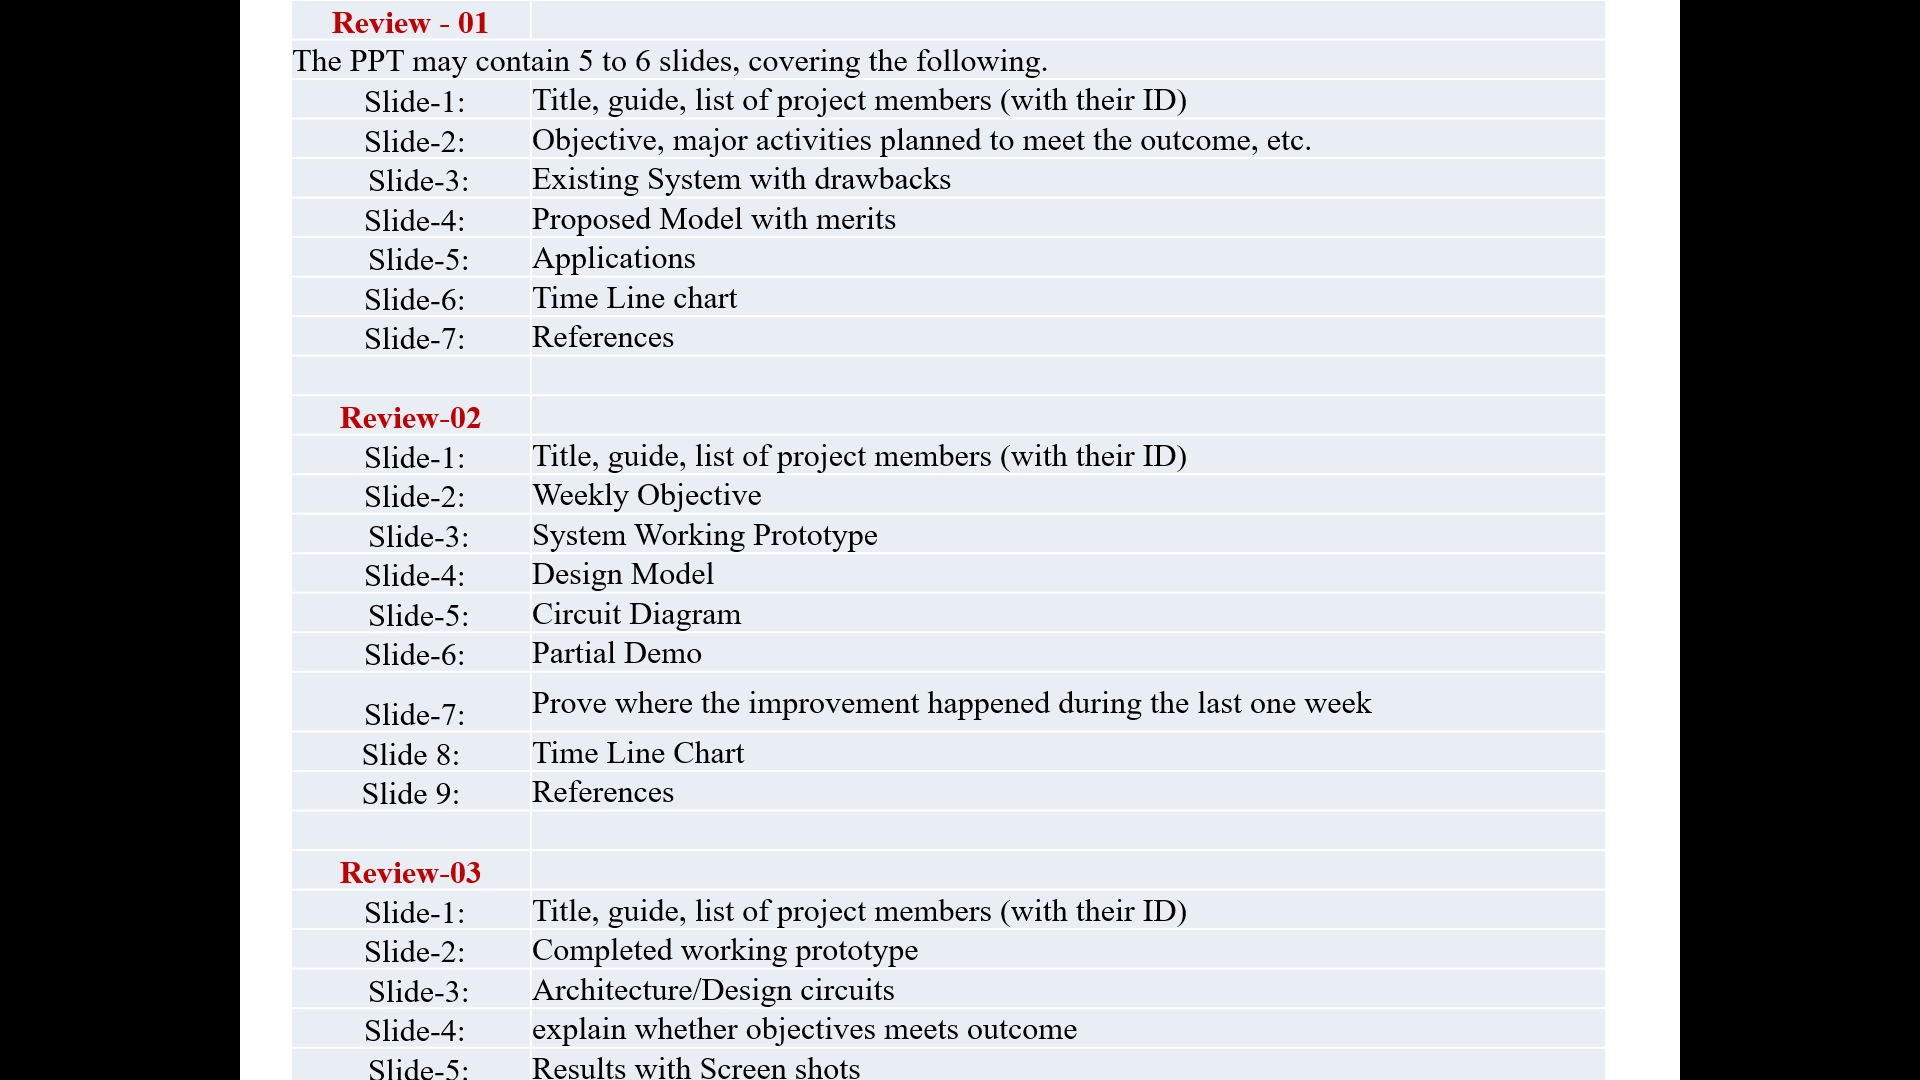 Review - 01
The PPT may contain 5 to 6 slides, covering the following.
Slide-1: Title, guide, list of project members (with their ID)
Slide-2: Objective, major activities planned to meet the outcome, etc.
Slide-3: Existing System with drawbacks
Slide-4: Proposed Model with merits
Slide-5: Applications
Slide-6: Time Line chart
Slide-7: References
Review-02
Slide-1: Title, guide, list of project members (with their ID)
Slide-2: Weekly Objective
Slide-3: System Working Prototype
Slide-4: Design Model
Slide-5: Circuit Diagram
Slide-6: Partial Demo
Slide-7: Prove where the improvement happened during the last one week
Slide 8: Time Line Chart
Slide 9: References
Review-03
Slide-1: Title, guide, list of project members (with their ID)
Slide-2: Completed working prototype
Slide-3: Architecture/Design circuits
Slide-4: explain whether objectives meets outcome
Slide-5: Results with Screen shots